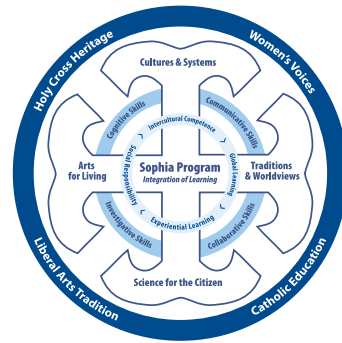 Holy Cross Heritage
Women's Voices
Cultures & Systems
Cognitive Skills
Communicative Skills
Intercultural Competence
Social Responsibility
Global Learning
Arts
for Living
Sophia Program
Integration of Learning
Traditions
& Worldviews
Experiential Learning
Investigative Skills
Collaborative Skills
Science for the Citizen
Liberal Arts Tradition
Catholic Education